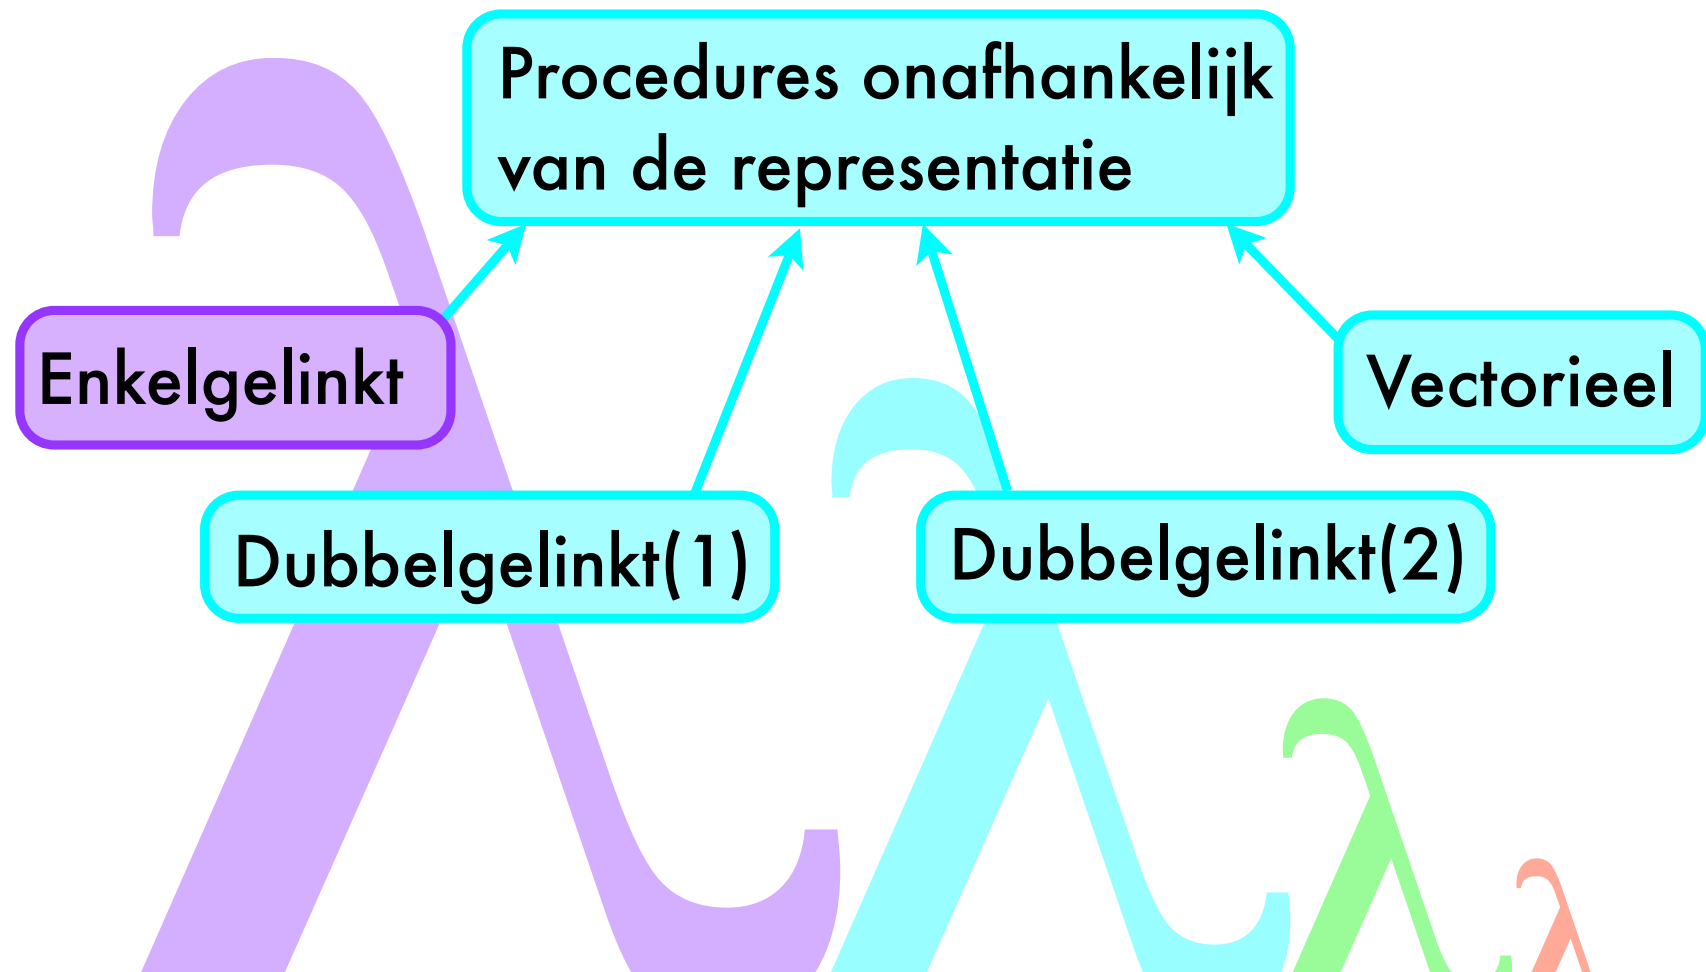 Procedures onafhankelijk
van de representatie
Enkelgelinkt
Vectorieel
Dubbelgelinkt(1)
Dubbelgelinkt(2)
λ
λ
λ
λ